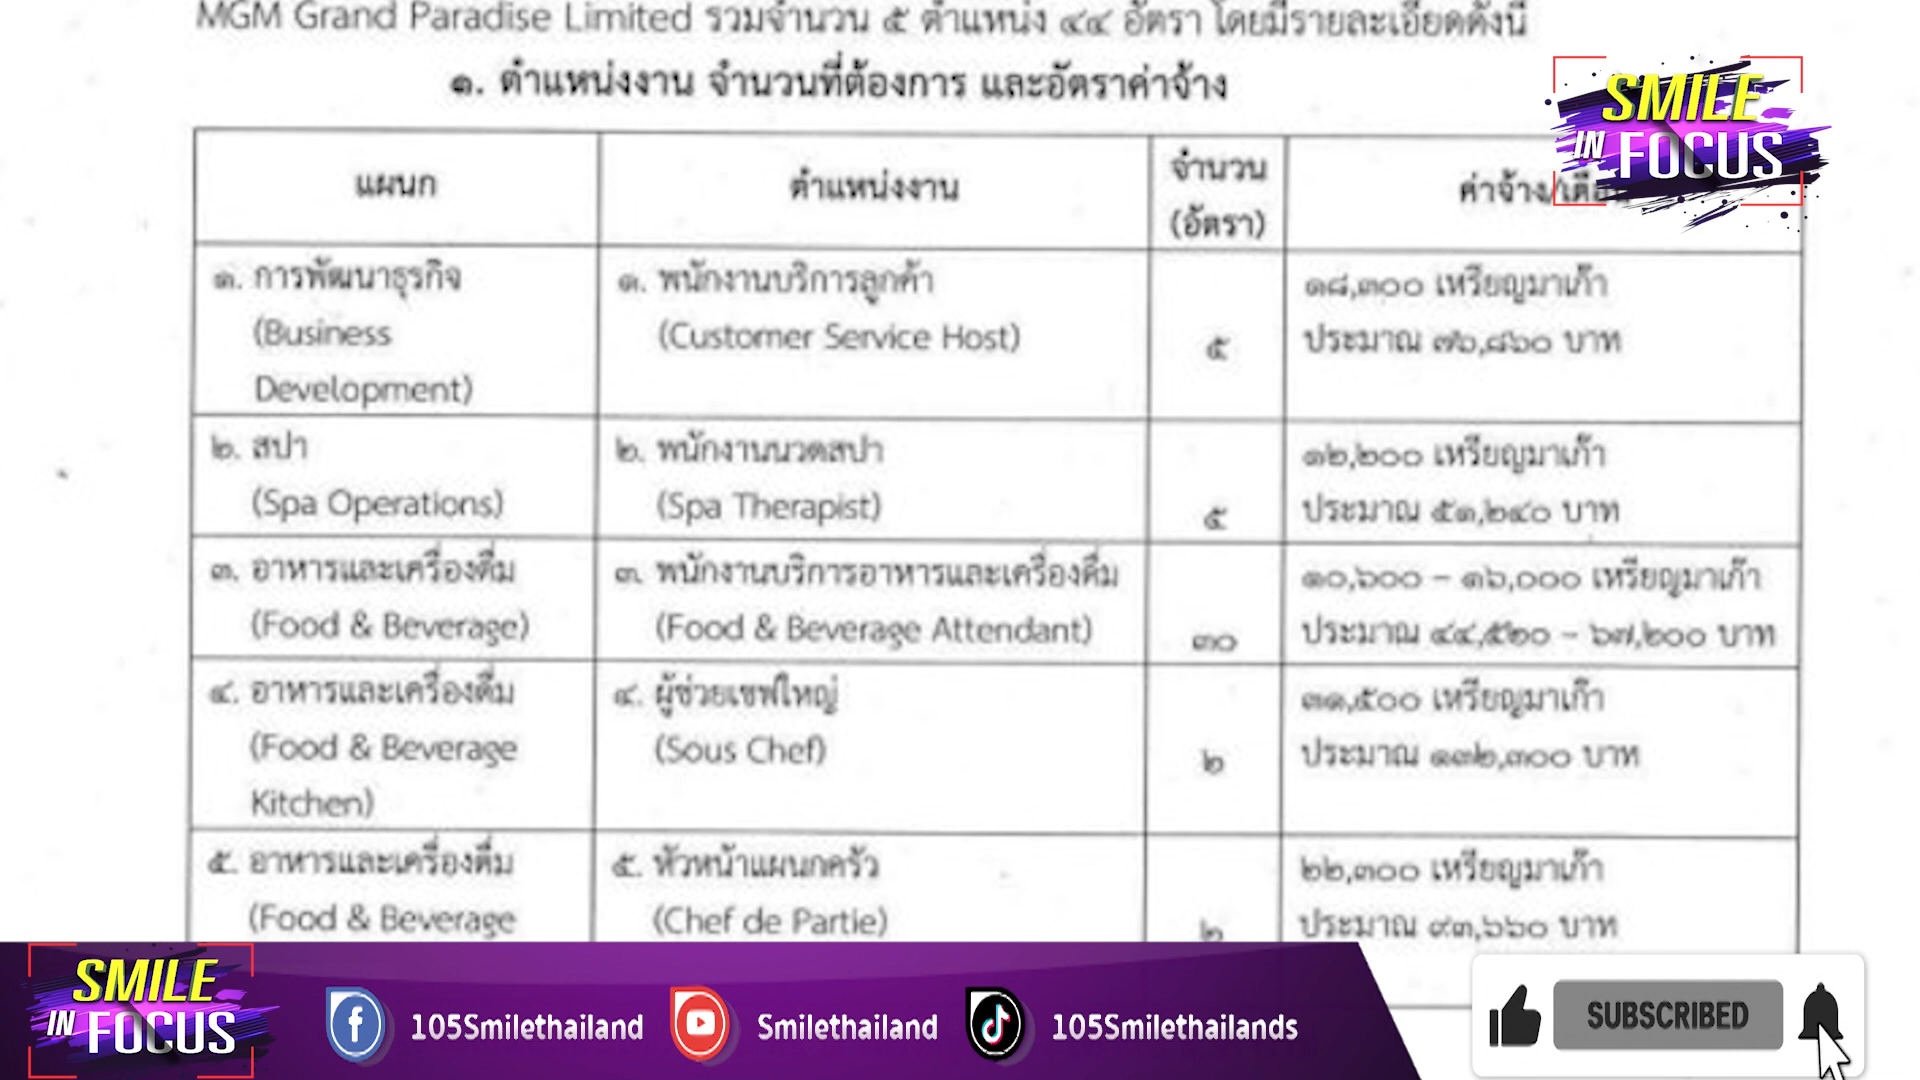 MGM Grand Paradise Limited รวมจำนวน ๕ ตำแหน่ง ๔๔ อัตรา โดยมีรายละเอียดดังนี้
๑. ตำแหน่งงาน จำนวนที่ต้องการ และอัตราค่าจ้าง
SMILE
IN FOCUS
แผนก
ตำแหน่งงาน
จำนวน
(อัตรา)
ค่าจ้าง/เดือน
๑. การพัฒนาธุรกิจ
(Business
Development)
๑. พนักงานบริการลูกค้า
(Customer Service Host)
๕
๑๘,๓๐๐ เหรียญมาเก๊า
ประมาณ ๗๖,๘๖๐ บาท
๒. สปา
(Spa Operations)
๒. พนักงานนวดสปา
(Spa Therapist)
๕
๑๒,๒๐๐ เหรียญมาเก๊า
ประมาณ ๕๑,๒๔๐ บาท
๓. อาหารและเครื่องดื่ม
(Food & Beverage)
๓. พนักงานบริการอาหารและเครื่องดื่ม
(Food & Beverage Attendant)
๓๐
๑๐,๖๐๐ – ๑๖,๐๐๐ เหรียญมาเก๊า
ประมาณ ๔๔,๕๒๐ – ๖๗,๒๐๐ บาท
๔. อาหารและเครื่องดื่ม
(Food & Beverage
Kitchen)
๔. ผู้ช่วยเชฟใหญ่
(Sous Chef)
๒
๓๑,๕๐๐ เหรียญมาเก๊า
ประมาณ ๑๓๒,๓๐๐ บาท
๕. อาหารและเครื่องดื่ม
(Food & Beverage
๕. หัวหน้าแผนกครัว
(Chef de Partie)
๒
๒๒,๓๐๐ เหรียญมาเก๊า
ประมาณ ๙๓,๖๖๐ บาท
SMILE
IN FOCUS
105Smilethailand
Smilethailand
105Smilethailands
SUBSCRIBED